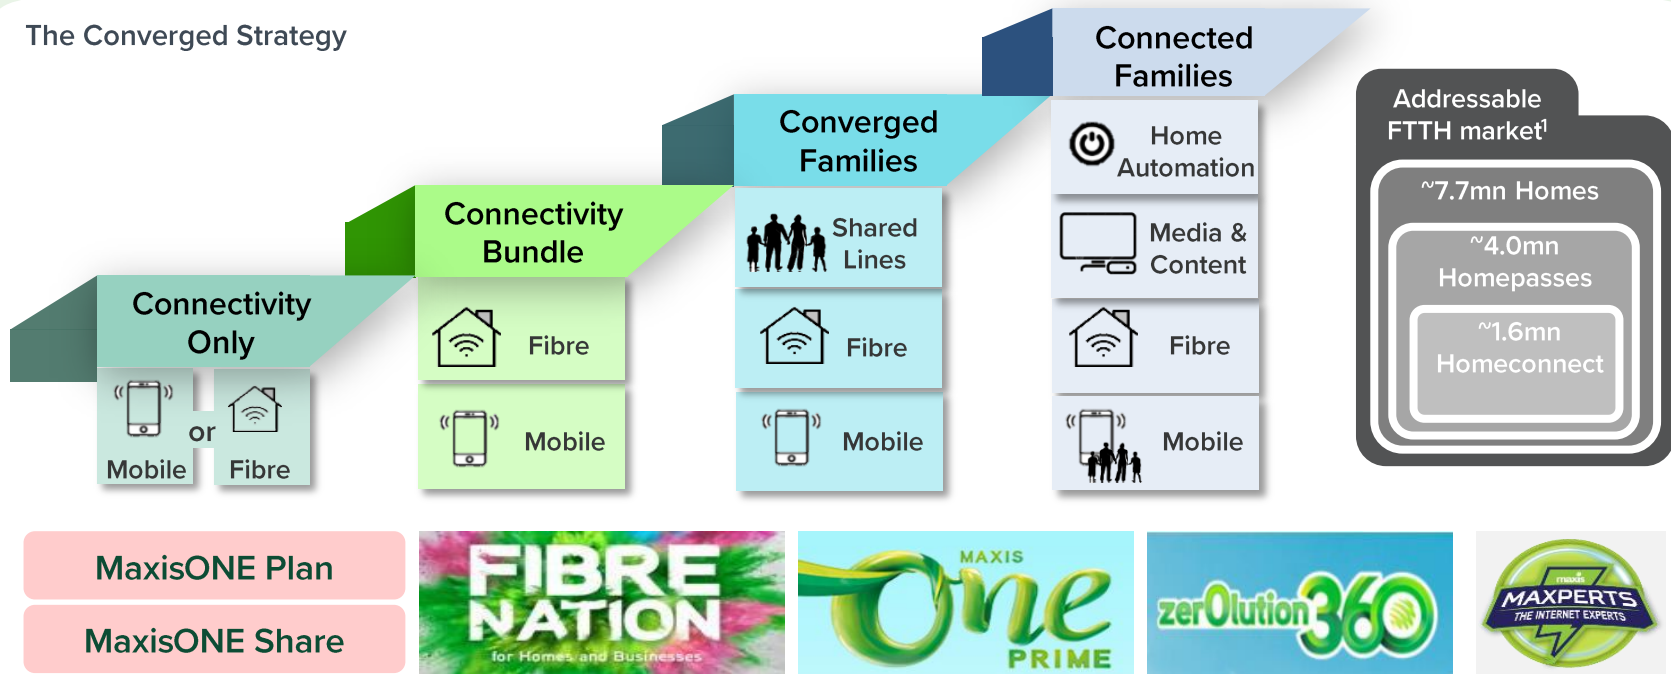 The Converged Strategy
Connectivity
Only
Mobile
or
Fibre
Connectivity
Bundle
Fibre
Mobile
Converged
Families
Shared
Lines
Fibre
Mobile
Connected
Families
Home
Automation
Media &
Content
Fibre
Mobile
Addressable
FTTH market¹
~7.7mn Homes
~4.0mn
Homepasses
~1.6mn
Homeconnect
MaxisONE Plan
MaxisONE Share
FIBRE
NATION
for Homes and Businesses
MAXIS
One
PRIME
zerOlution360
maxis
MAXPERTS
THE INTERNET EXPERTS